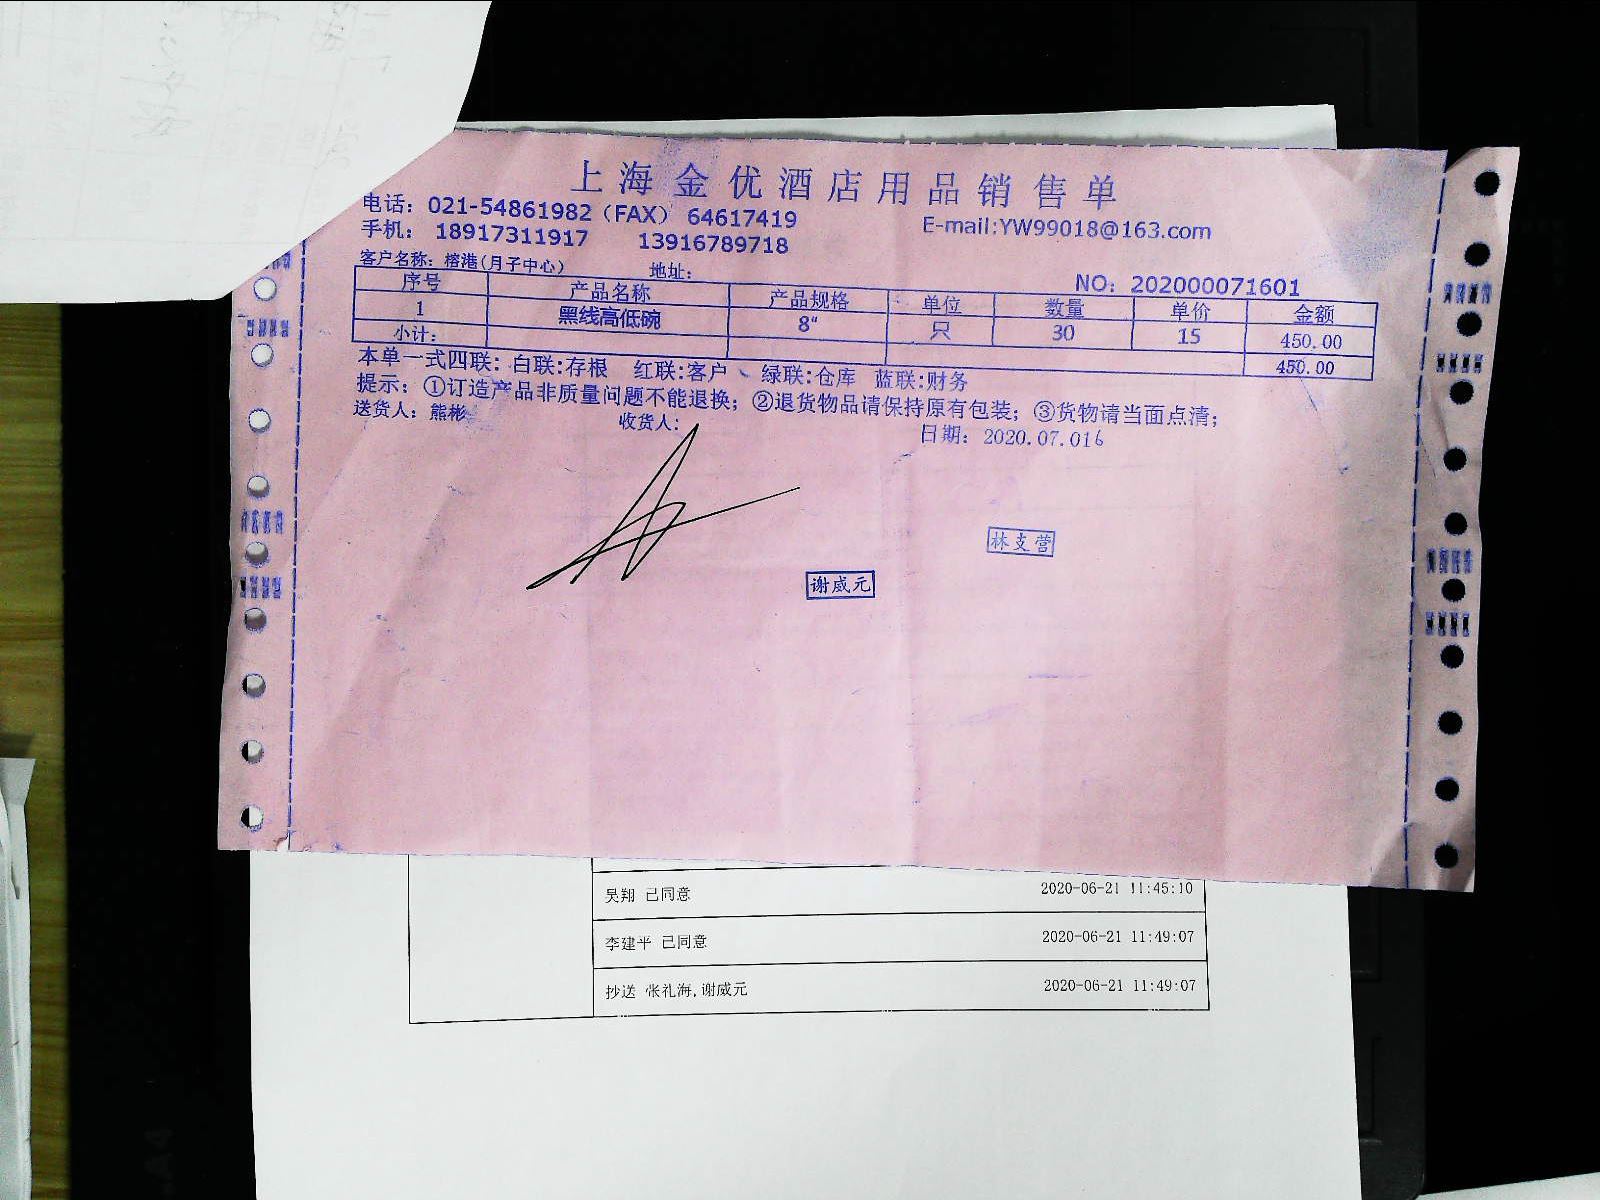 上海金优酒店用品销售单
电话：021-54861982（FAX） 64617419
手机： 18917311917 13916789718
E-mail:YW99018@163.com
客户名称：榕港(月子中心) 地址：
NO：202000071601
序号 产品名称 产品规格 单位 数量 单价 金额
1 黑线高低碗 8" 只 30 15 450.00
小计： 450.00
本单一式四联：白联:存根 红联:客户、绿联:仓库 蓝联:财务
提示：①订造产品非质量问题不能退换；②退货物品请保持原有包装；③货物请当面点清；
送货人：熊彬 收货人： 日期：2020.07.016
林支营
谢威元
吴翔 已同意 2020-06-21 11:45:10
李建平 已同意 2020-06-21 11:49:07
抄送 张礼海,谢威元 2020-06-21 11:49:07